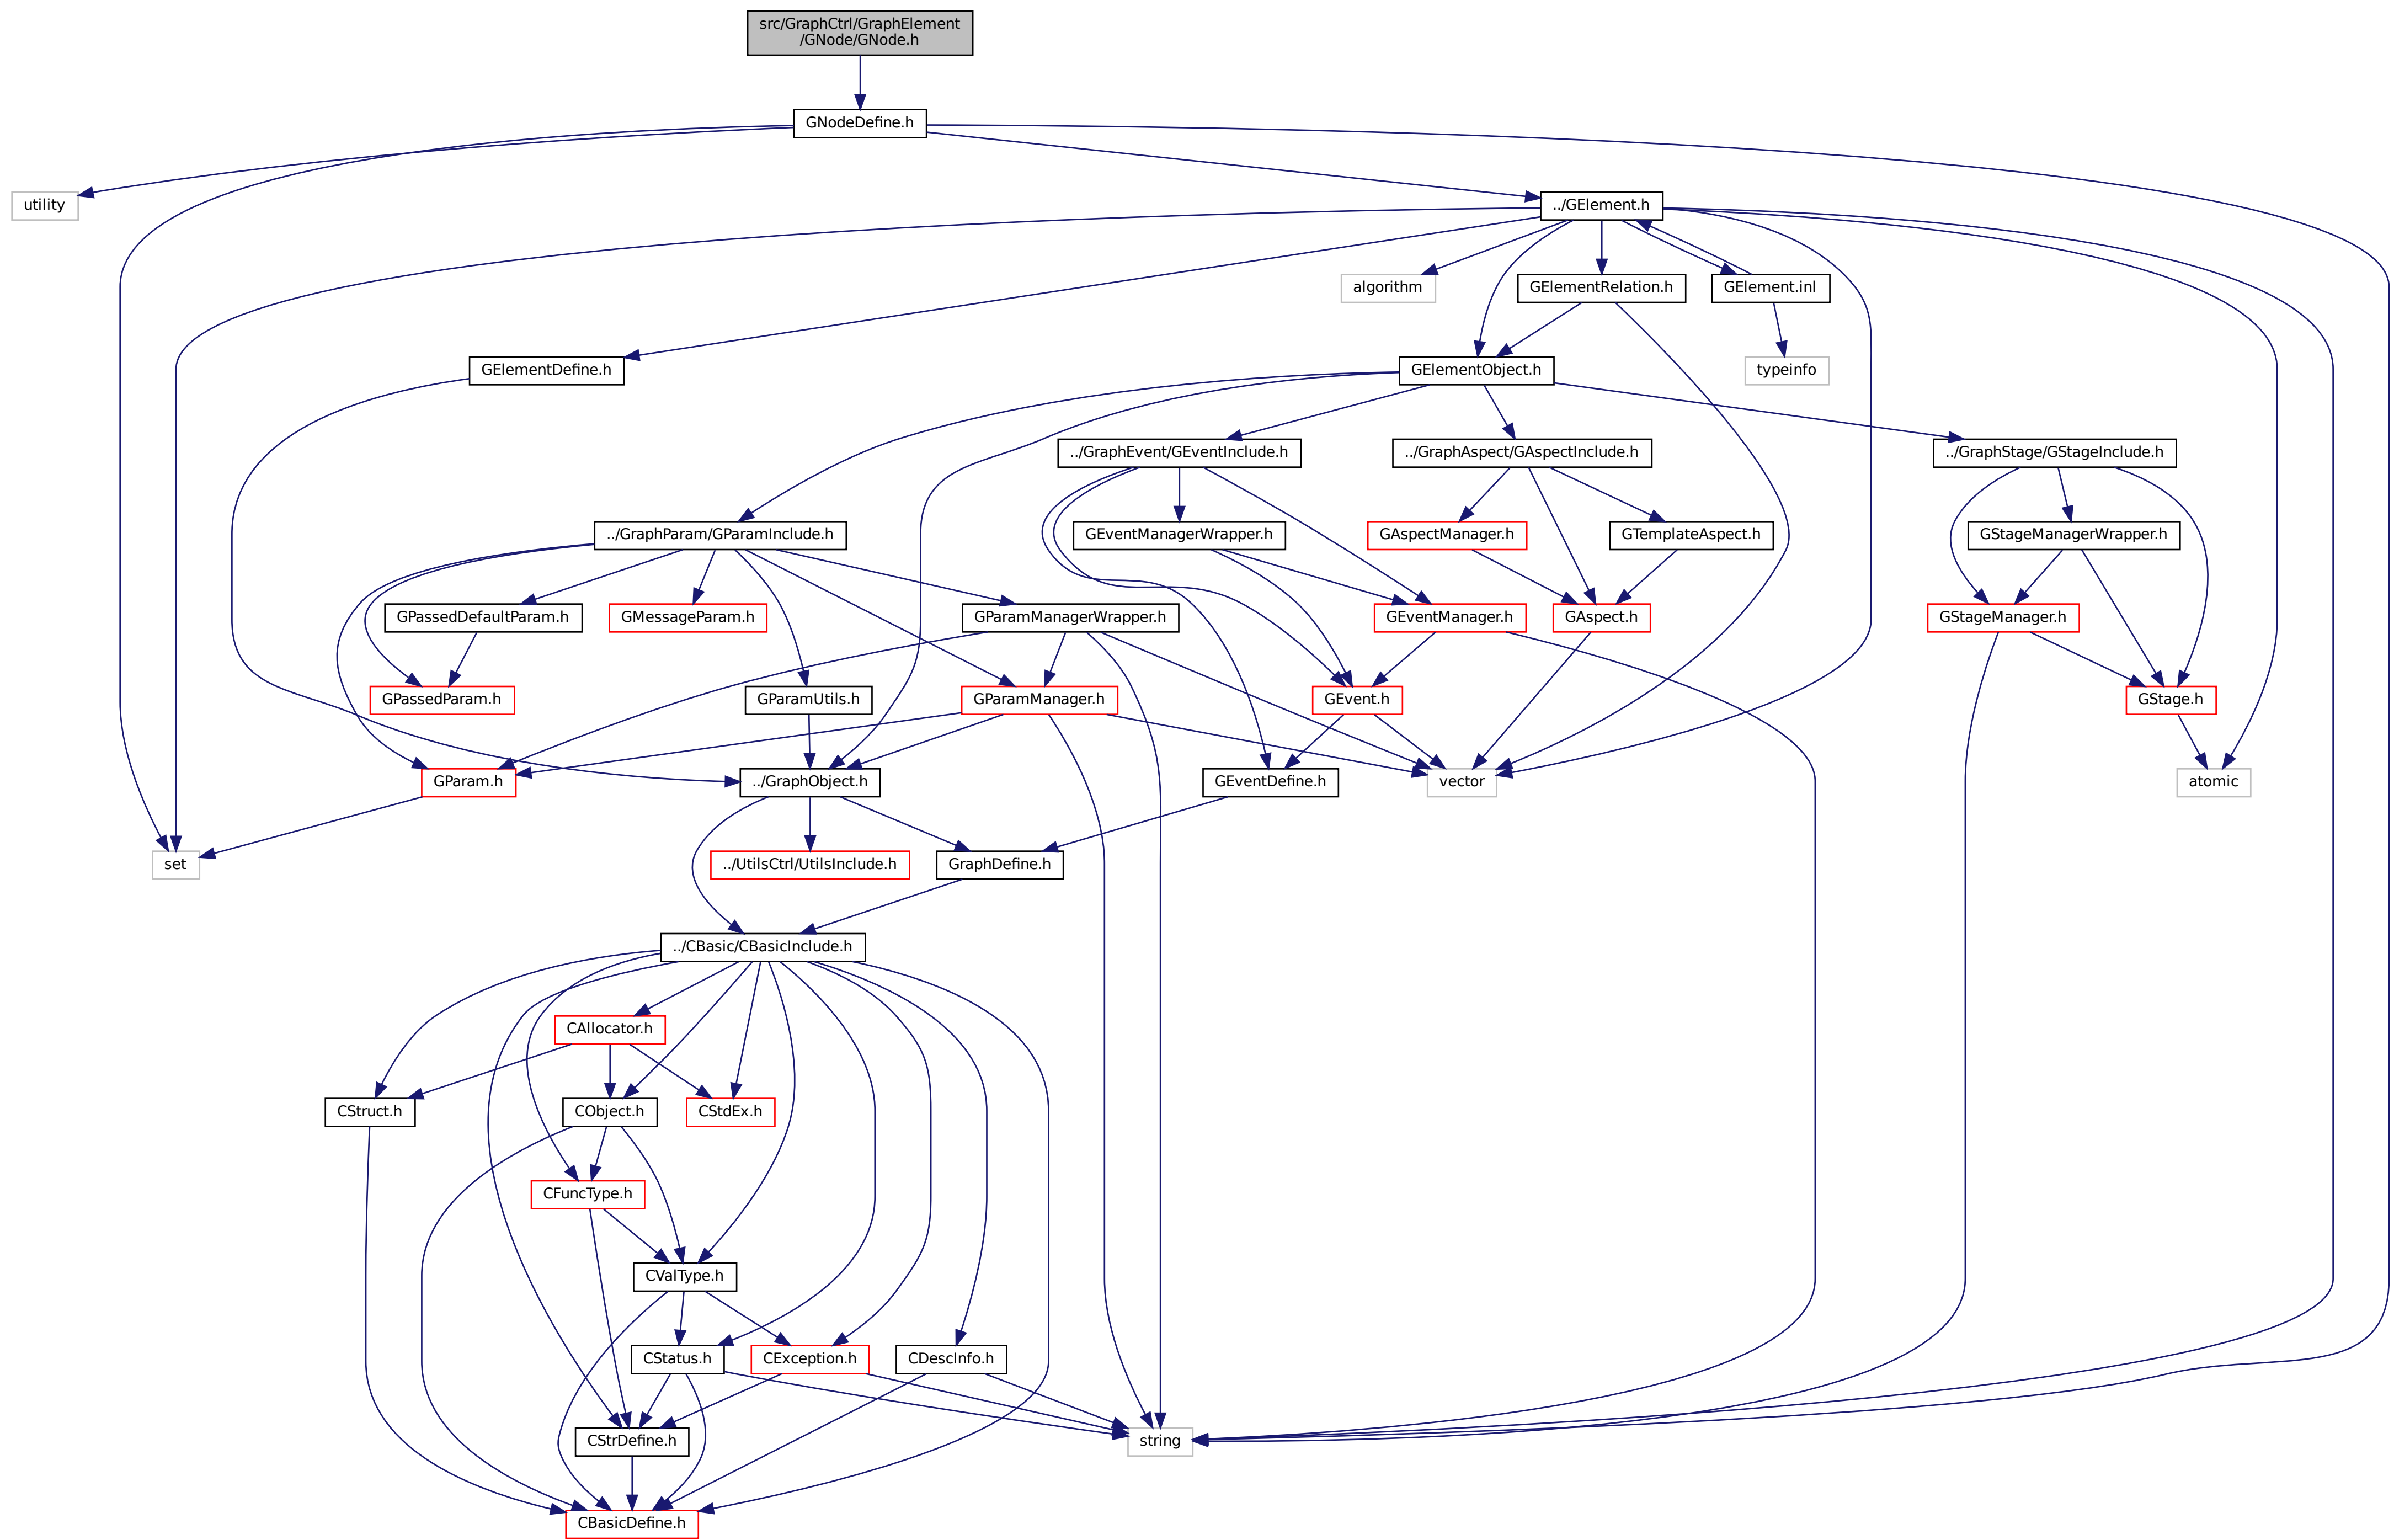 src/GraphCtrl/GraphElement
/GNode/GNode.h
GNodeDefine.h
utility
../GElement.h
algorithm
GElementRelation.h
GElement.inl
GElementDefine.h
GElementObject.h
typeinfo
../GraphEvent/GEventInclude.h
../GraphAspect/GAspectInclude.h
../GraphStage/GStageInclude.h
../GraphParam/GParamInclude.h
GEventManagerWrapper.h
GAspectManager.h
GTemplateAspect.h
GStageManagerWrapper.h
GPassedDefaultParam.h
GMessageParam.h
GParamManagerWrapper.h
GEventManager.h
GAspect.h
GStageManager.h
GPassedParam.h
GParamUtils.h
GParamManager.h
GEvent.h
GStage.h
GParam.h
../GraphObject.h
GEventDefine.h
vector
atomic
set
../UtilsCtrl/UtilsInclude.h
GraphDefine.h
../CBasic/CBasicInclude.h
CAllocator.h
CStruct.h
CObject.h
CStdEx.h
CFuncType.h
CValType.h
CStatus.h
CException.h
CDescInfo.h
CStrDefine.h
string
CBasicDefine.h